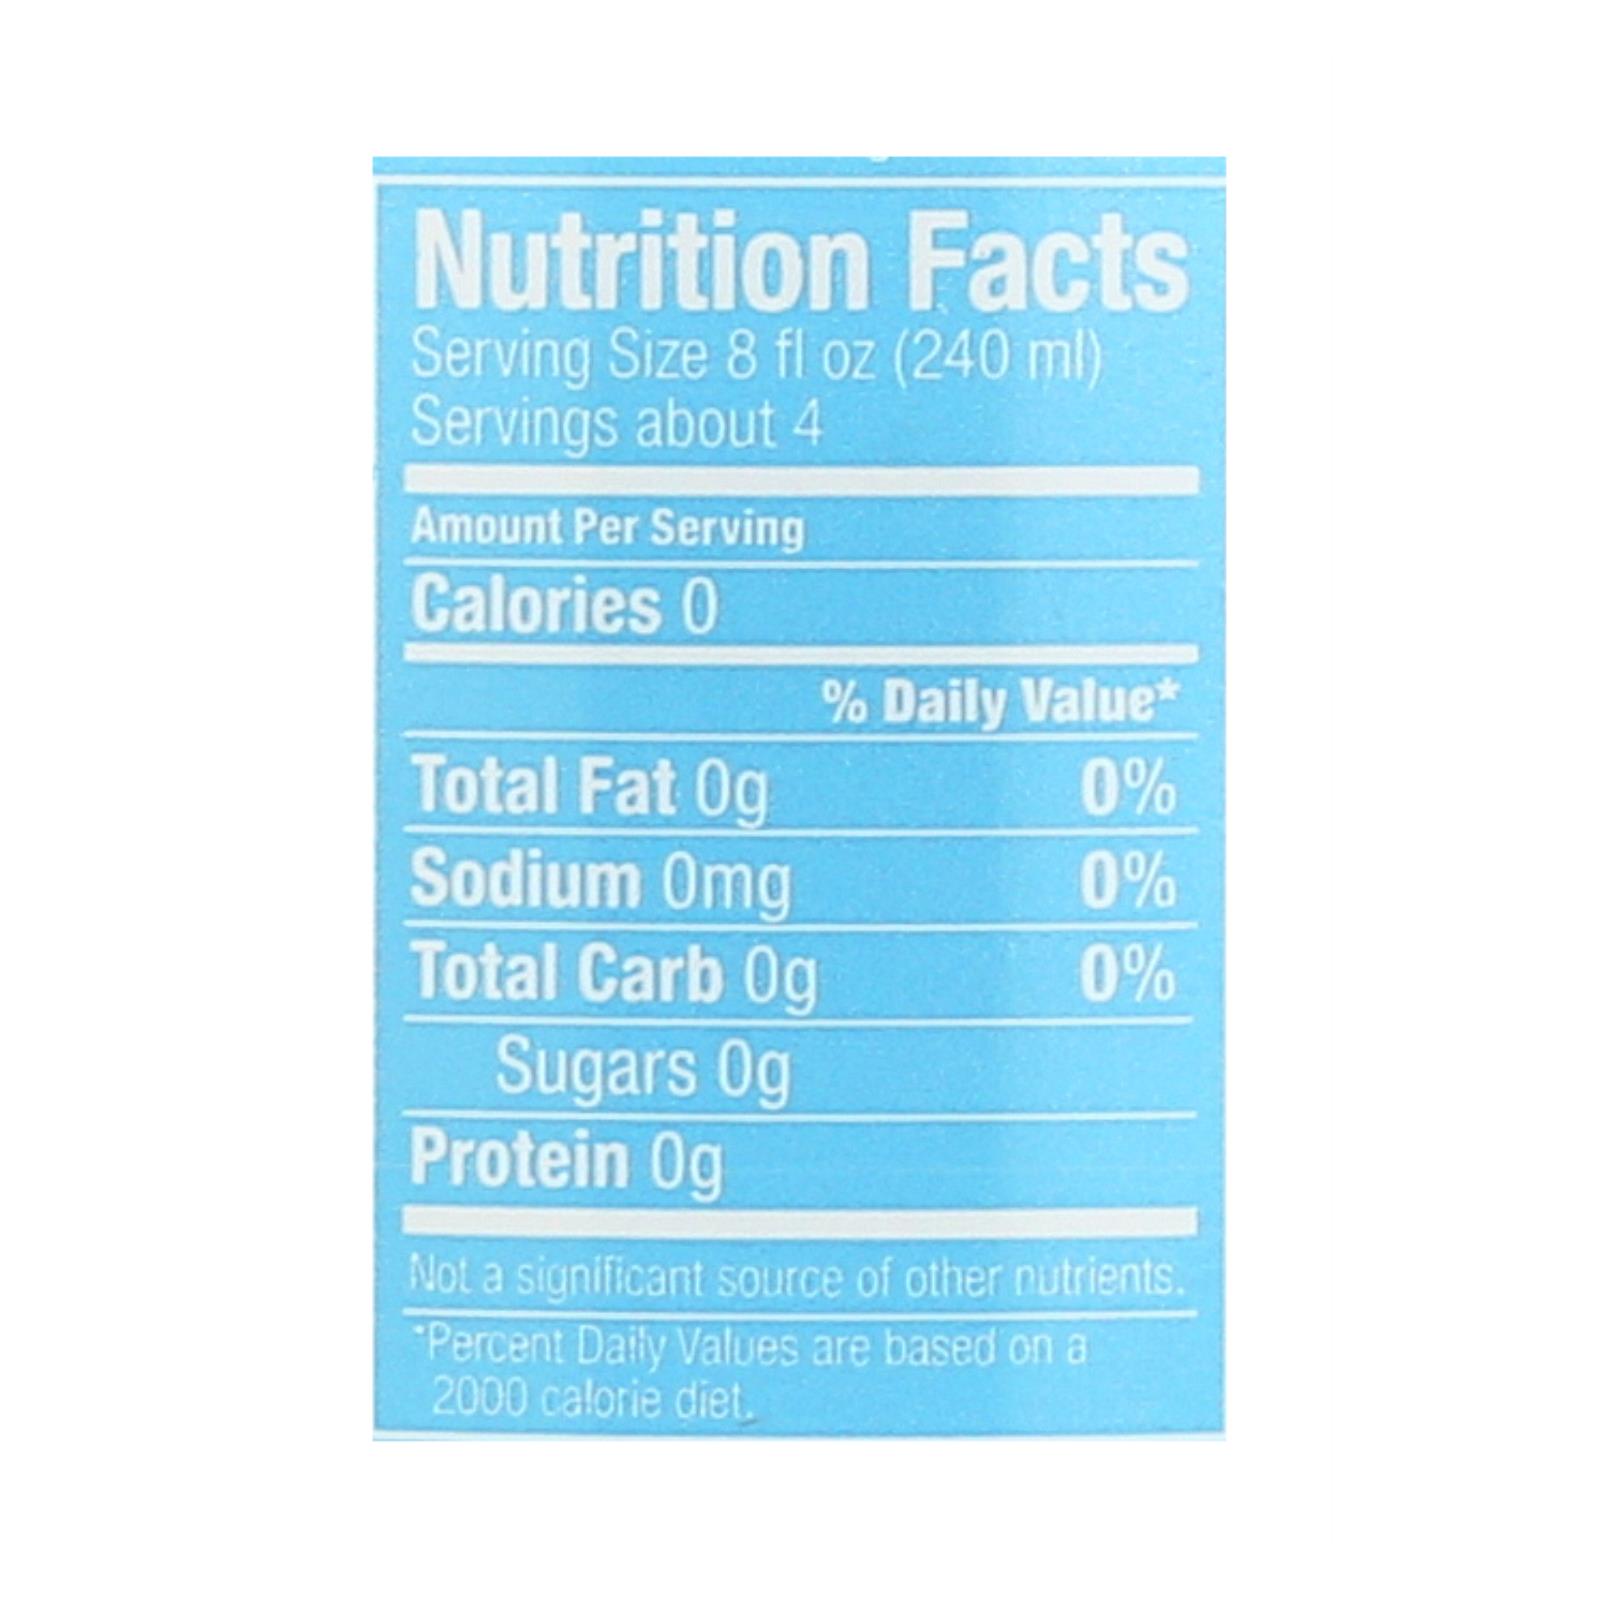 Nutrition Facts
Serving Size 8 fl oz (240 ml)
Servings about 4
Amount Per Serving
Calories 0
% Daily Value*
Total Fat 0g 0%
Sodium 0mg 0%
Total Carb 0g 0%
Sugars 0g
Protein 0g
Not a significant source of other nutrients.
*Percent Daily Values are based on a
2000 calorie diet.